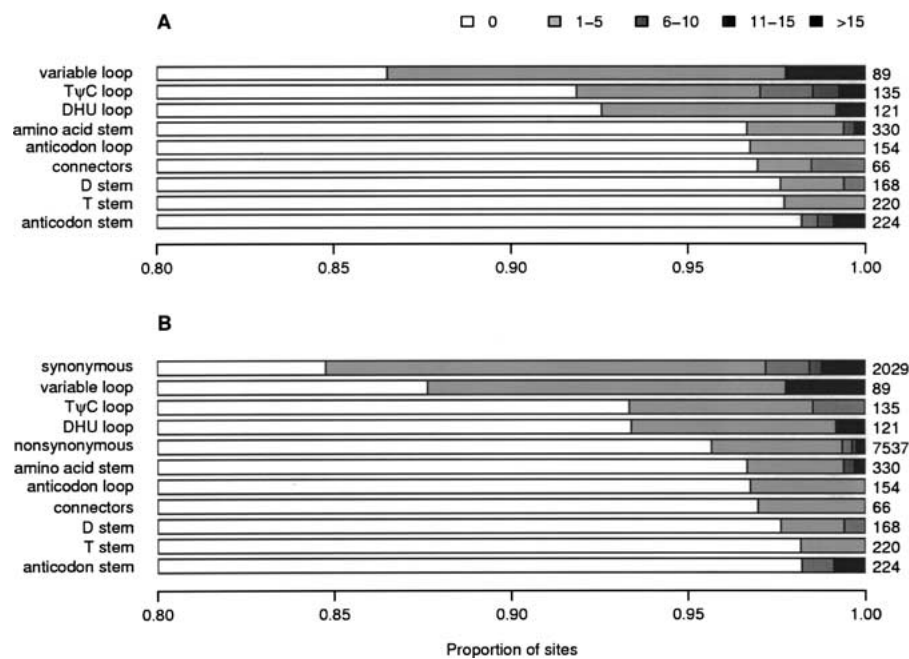 A
0 1–5 6–10 11–15 >15
variable loop 89
TψC loop 135
DHU loop 121
amino acid stem 330
anticodon loop 154
connectors 66
D stem 168
T stem 220
anticodon stem 224
0.80 0.85 0.90 0.95 1.00
B
synonymous 2029
variable loop 89
TψC loop 135
DHU loop 121
nonsynonymous 7537
amino acid stem 330
anticodon loop 154
connectors 66
D stem 168
T stem 220
anticodon stem 224
0.80 0.85 0.90 0.95 1.00
Proportion of sites